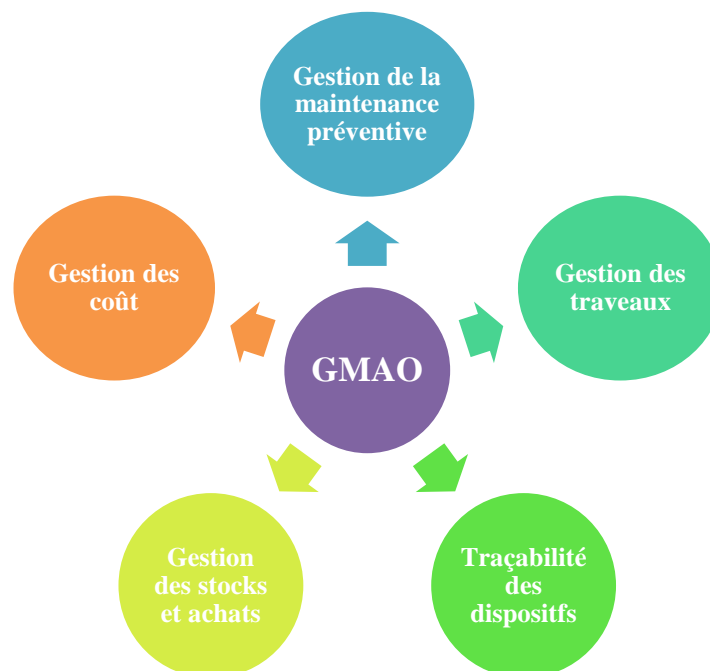 Gestion de la
maintenance
préventive
Gestion des
coût
Gestion des
traveaux
GMAO
Gestion
des stocks
et achats
Traçabilité
des
dispositfs